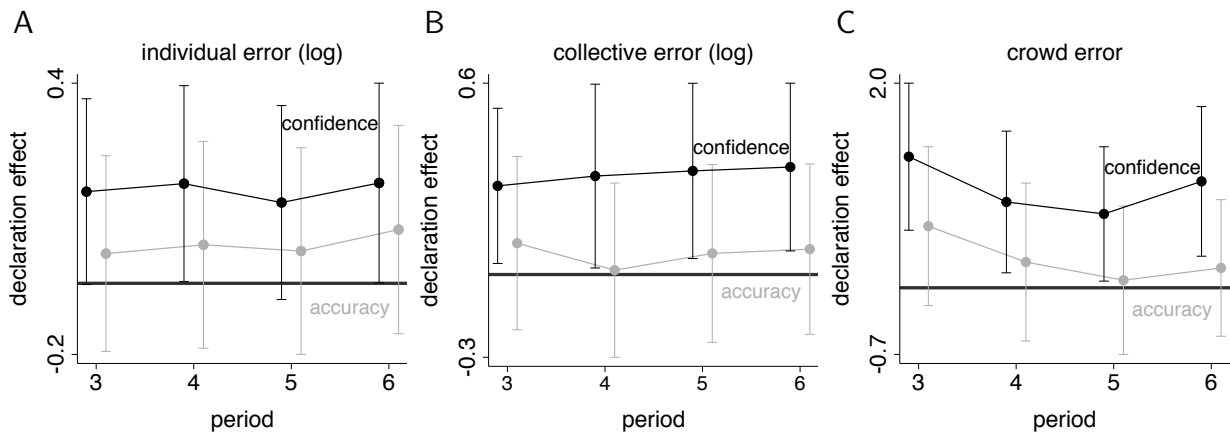 A
individual error (log)
declaration effect
0.4
-0.2
confidence
accuracy
3 4 5 6
period
B
collective error (log)
declaration effect
0.6
-0.3
confidence
accuracy
3 4 5 6
period
C
crowd error
declaration effect
2.0
-0.7
confidence
accuracy
3 4 5 6
period